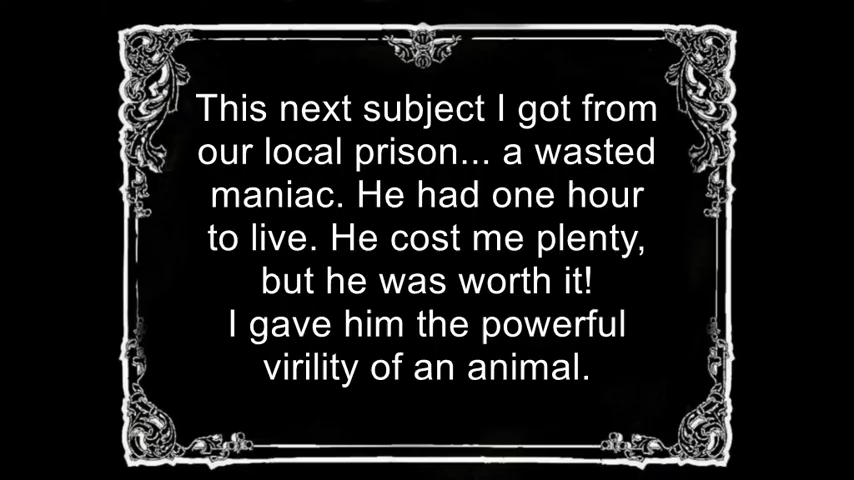 This next subject I got from
our local prison... a wasted
maniac. He had one hour
to live. He cost me plenty,
but he was worth it!
I gave him the powerful
virility of an animal.